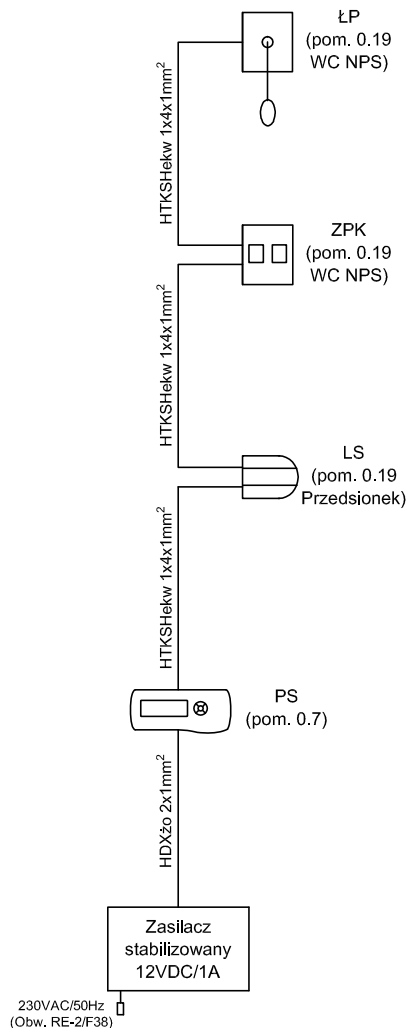 ŁP
(pom. 0.19
WC NPS)
HTKSHekw 1x4x1mm²
ZPK
(pom. 0.19
WC NPS)
HTKSHekw 1x4x1mm²
LS
(pom. 0.19
Przedsionek)
HTKSHekw 1x4x1mm²
PS
(pom. 0.7)
HDXżo 2x1mm²
Zasilacz
stabilizowany
12VDC/1A
230VAC/50Hz
(Obw. RE-2/F38)